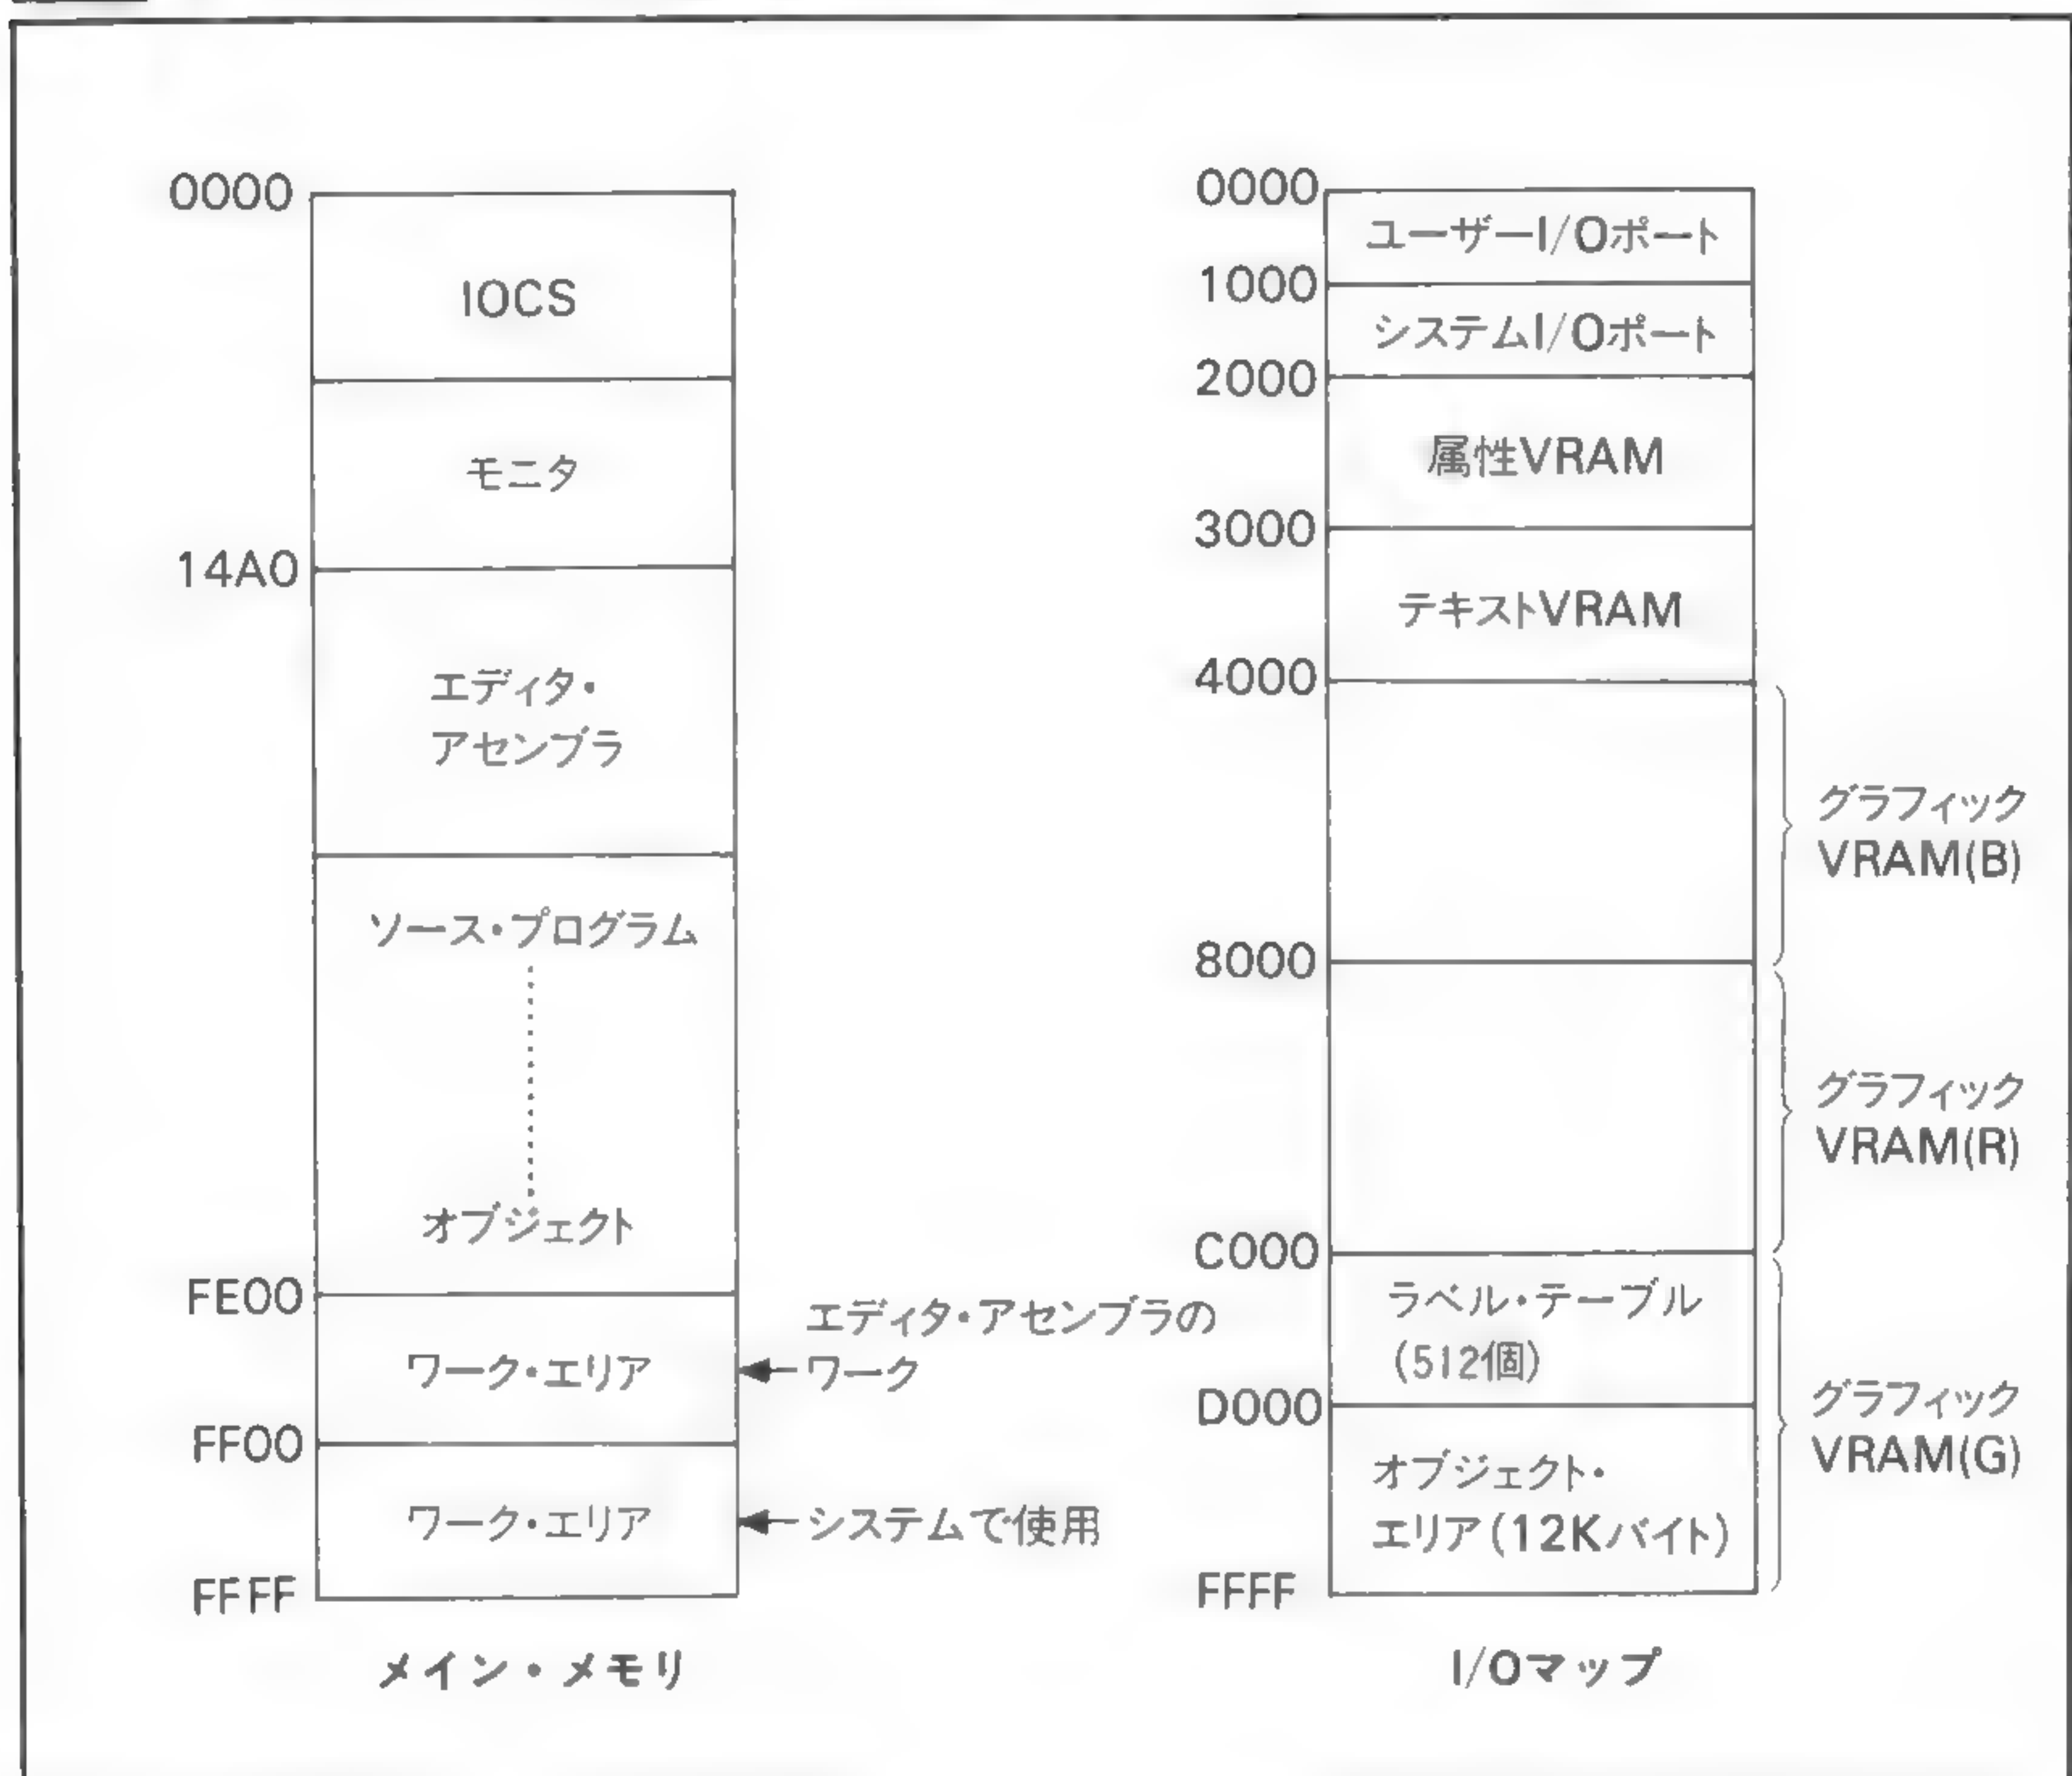 0000
IOCS
モニタ
14A0
エディタ・
アセンブラ
ソース・プログラム
オブジェクト
FE00
ワーク・エリア
エディタ・アセンブラの
ワーク
FF00
ワーク・エリア
システムで使用
FFFF
メイン・メモリ
0000
ユーザーI/Oポート
1000
システムI/Oポート
2000
属性VRAM
3000
テキストVRAM
4000
グラフィック
VRAM(B)
8000
グラフィック
VRAM(R)
C000
ラベル・テーブル
(512個)
D000
グラフィック
VRAM(G)
オブジェクト・
エリア(12Kバイト)
FFFF
I/Oマップ